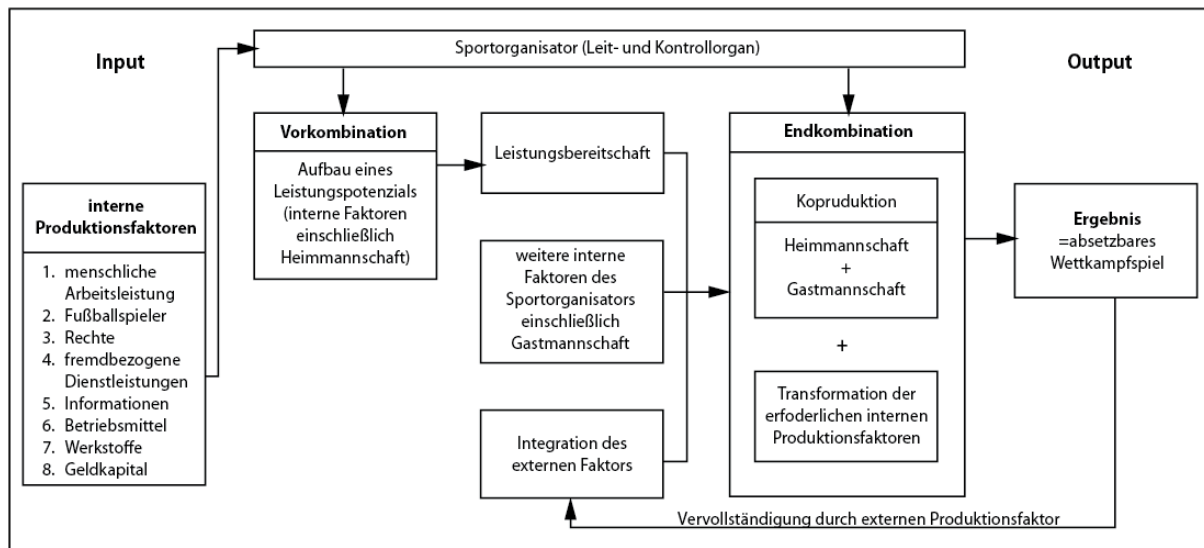 Input
Sportorganisator (Leit- und Kontrollorgan)
Output
interne
Produktionsfaktoren
1. menschliche
Arbeitsleistung
2. Fußballspieler
3. Rechte
4. fremdbezogene
Dienstleistungen
5. Informationen
6. Betriebsmittel
7. Werkstoffe
8. Geldkapital
Vorkombination
Aufbau eines
Leistungspotenzials
(interne Faktoren
einschließlich
Heimmannschaft)
Leistungsbereitschaft
weitere interne
Faktoren des
Sportorganisators
einschließlich
Gastmannschaft
Integration des
externen Faktors
Endkombination
Kopruduktion
Heimmannschaft
+
Gastmannschaft
+
Transformation der
erfoderlichen internen
Produktionsfaktoren
Ergebnis
=absetzbares
Wettkampfspiel
Vervollständigung durch externen Produktionsfaktor